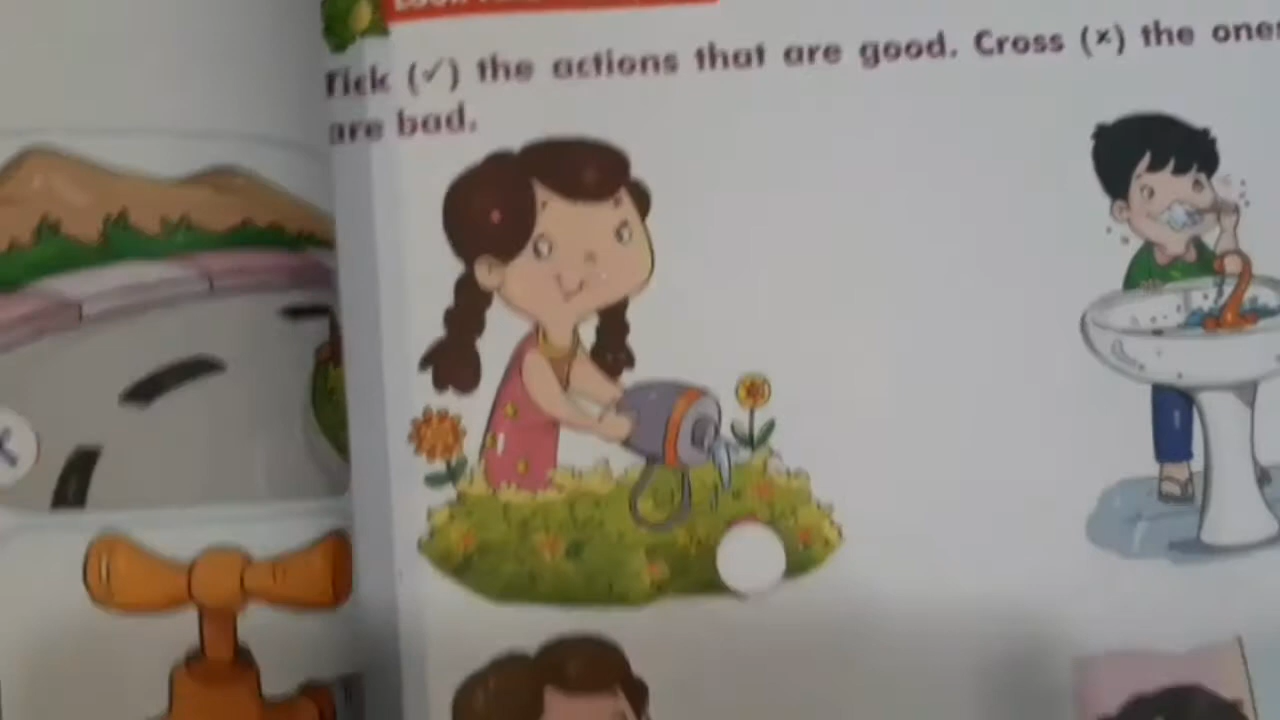 Tick (✓) the actions that are good. Cross (×) the ones
are bad.